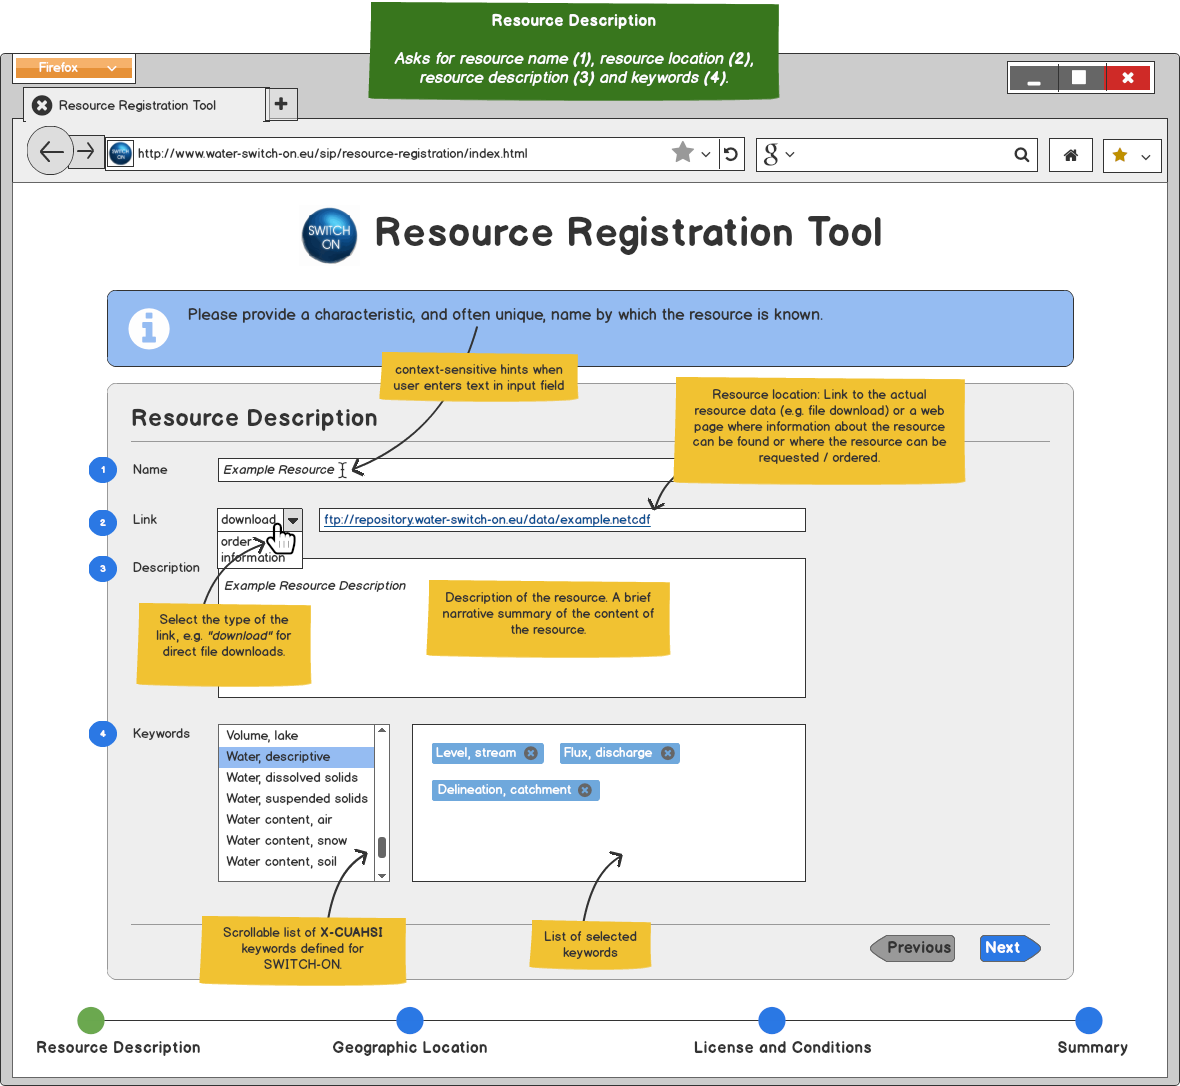 Resource Description
Asks for resource name (1), resource location (2),
resource description (3) and keywords (4).
Firefox
Resource Registration Tool
http://www.water-switch-on.eu/sip/resource-registration/index.html
g
SWITCH
ON
Resource Registration Tool
Please provide a characteristic, and often unique, name by which the resource is known.
context-sensitive hints when
user enters text in input field
Resource location: Link to the actual
resource data (e.g. file download) or a web
page where information about the resource
can be found or where the resource can be
requested / ordered.
Resource Description
1
Name
Example Resource
2
Link
download
ftp://repository.water-switch-on.eu/data/example.netcdf
order
information
3
Description
Example Resource Description
Description of the resource. A brief
narrative summary of the content of
the resource.
Select the type of the
link, e.g. "download" for
direct file downloads.
4
Keywords
Volume, lake
Water, descriptive
Water, dissolved solids
Water, suspended solids
Water content, air
Water content, snow
Water content, soil
Level, stream
Flux, discharge
Delineation, catchment
Scrollable list of X-CUAHSI
keywords defined for
SWITCH-ON.
List of selected
keywords
Previous
Next
Resource Description
Geographic Location
License and Conditions
Summary